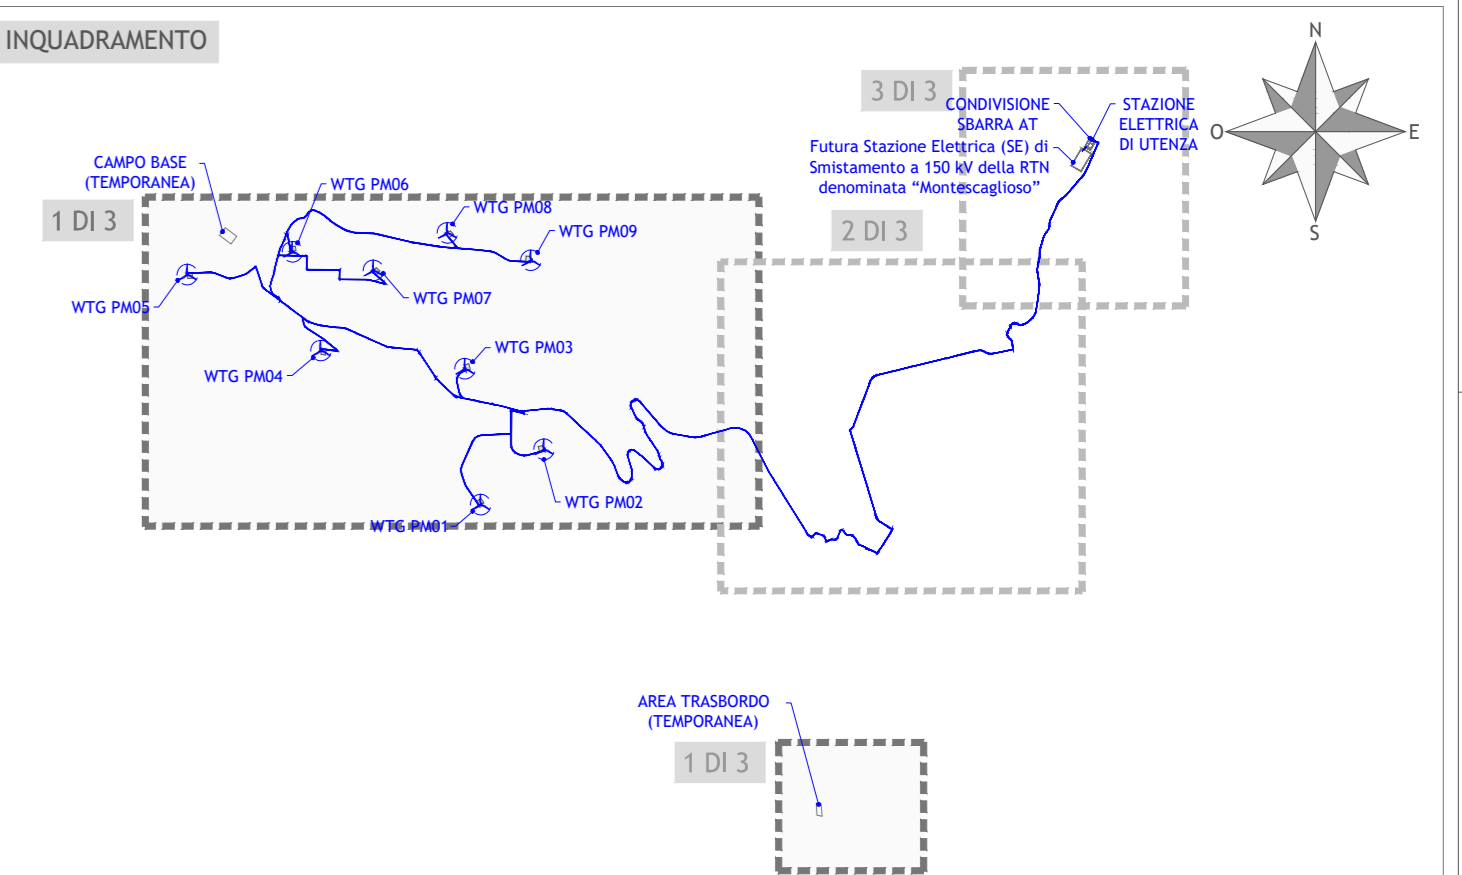 INQUADRAMENTO
N
O
E
S
3 DI 3
CONDIVISIONE
SBARRA AT
STAZIONE
ELETTRICA
DI UTENZA
Futura Stazione Elettrica (SE) di
Smistamento a 150 kV della RTN
denominata “Montescaglioso”
CAMPO BASE
(TEMPORANEA)
WTG PM06
1 DI 3
WTG PM08
WTG PM09
2 DI 3
WTG PM05
WTG PM07
WTG PM04
WTG PM03
WTG PM02
WTG PM01
AREA TRASBORDO
(TEMPORANEA)
1 DI 3